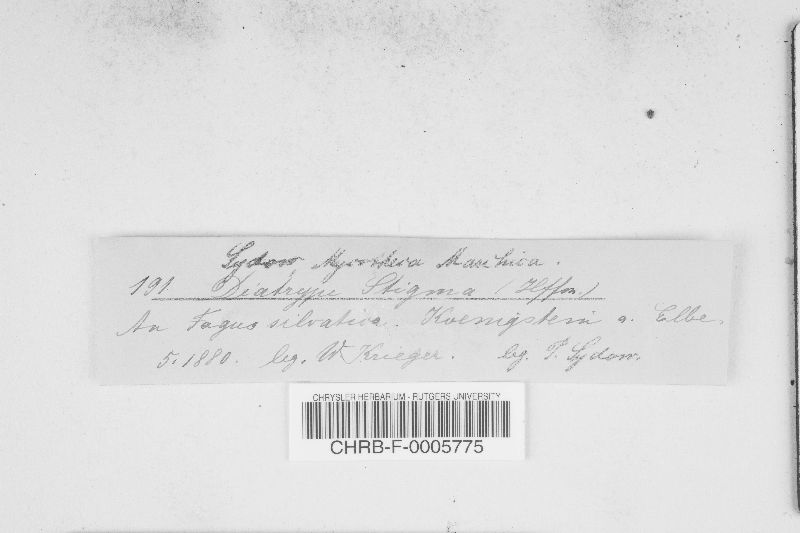 Sydow Mycotheca Marchica.
191. Diatrype Stigma (Hffm.)
An Fagus silvatica. Koenigstein a. Elbe.
5.1880. leg. W. Krieger. leg. P. Sydow.
CHRYSLER HERBARIUM - RUTGERS UNIVERSITY
CHRB-F-0005775